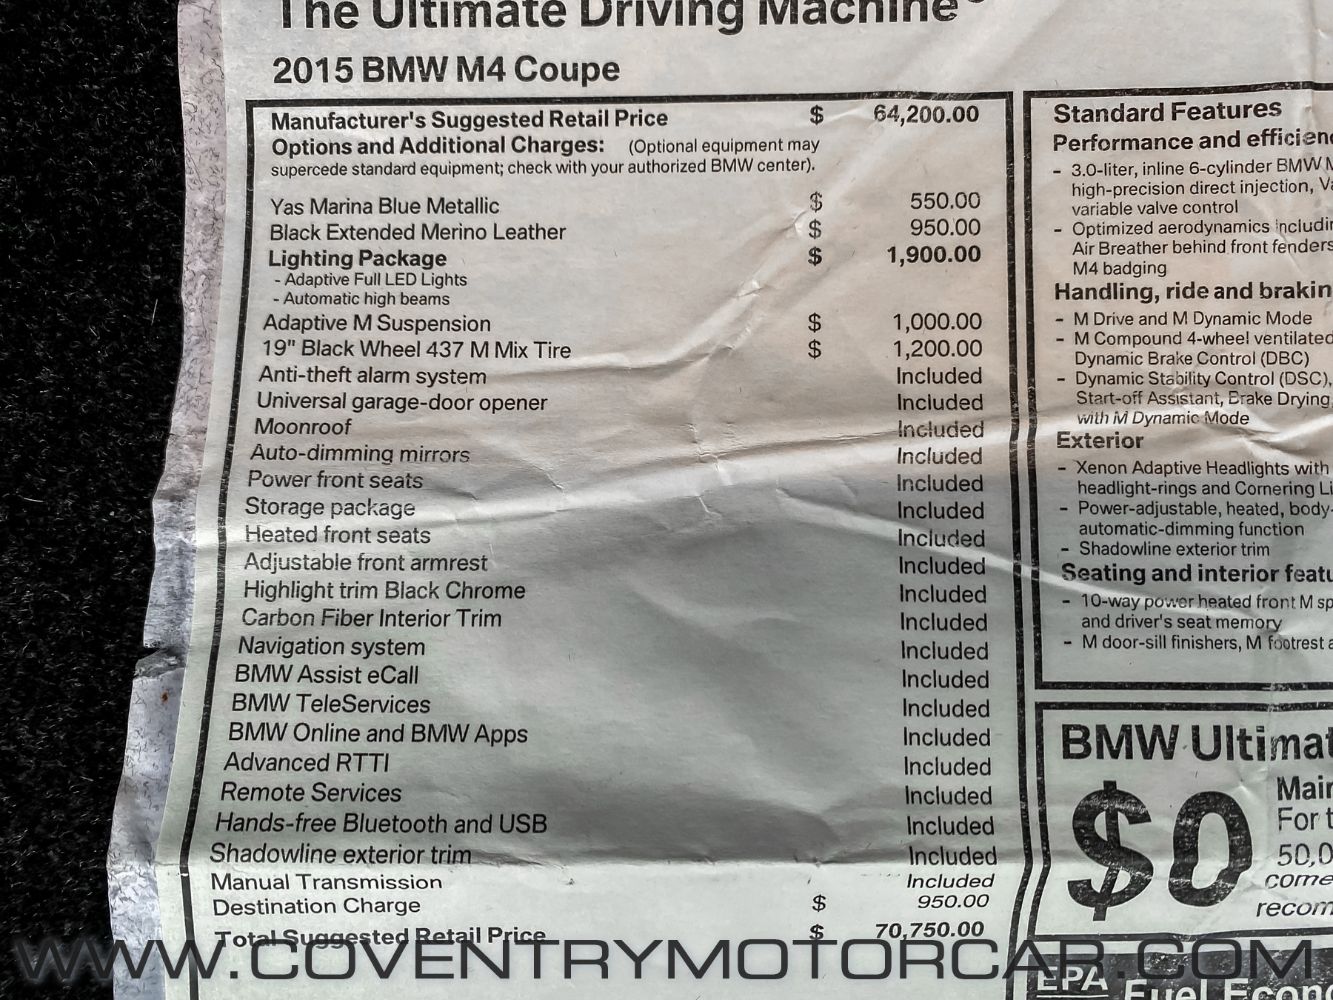 The Ultimate Driving Machine®
2015 BMW M4 Coupe
Manufacturer's Suggested Retail Price $ 64,200.00
Options and Additional Charges: (Optional equipment may
supercede standard equipment; check with your authorized BMW center).
Yas Marina Blue Metallic $ 550.00
Black Extended Merino Leather $ 950.00
Lighting Package $ 1,900.00
- Adaptive Full LED Lights
- Automatic high beams
Adaptive M Suspension $ 1,000.00
19" Black Wheel 437 M Mix Tire $ 1,200.00
Anti-theft alarm system Included
Universal garage-door opener Included
Moonroof Included
Auto-dimming mirrors Included
Power front seats Included
Storage package Included
Heated front seats Included
Adjustable front armrest Included
Highlight trim Black Chrome Included
Carbon Fiber Interior Trim Included
Navigation system Included
BMW Assist eCall Included
BMW TeleServices Included
BMW Online and BMW Apps Included
Advanced RTTI Included
Remote Services Included
Hands-free Bluetooth and USB Included
Shadowline exterior trim Included
Manual Transmission Included
Destination Charge $ 950.00
Total Suggested Retail Price $ 70,750.00
Standard Features
Performance and
- 3.0-liter, inline 6-cylinder BMW
high-precision direct injection,
variable valve control
- Optimized aerodynamics
Air Breather behind front fenders
M4 badging
Handling, ride and
- M Drive and M Dynamic Mode
- M Compound 4-wheel ventilated
Dynamic Brake Control (DBC)
- Dynamic Stability Control (DSC),
Start-off Assistant, Brake Drying,
with M Dynamic Mode
Exterior
- Xenon Adaptive Headlights with
headlight-rings and Cornering
- Power-adjustable, heated, body-
automatic-dimming function
- Shadowline exterior trim
Seating and interior
- 10-way power heated front M
and driver's seat memory
- M door-sill finishers, M footrest
BMW
$0
For
EPA
Fuel
WWW.COVENTRYMOTORCAR.COM